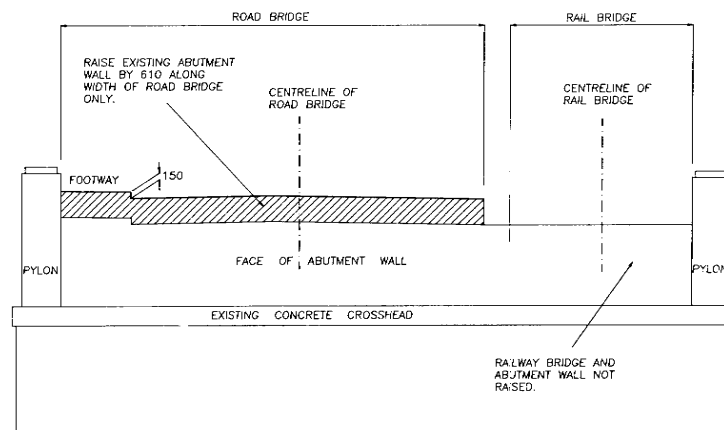 ROAD BRIDGE
RAIL BRIDGE
RAISE EXISTING ABUTMENT
WALL BY 610 ALONG
WIDTH OF ROAD BRIDGE
ONLY.
CENTRELINE OF
ROAD BRIDGE
CENTRELINE OF
RAIL BRIDGE
FOOTWAY
150
PYLON
FACE OF ABUTMENT WALL
PYLON
EXISTING CONCRETE CROSSHEAD
RAILWAY BRIDGE AND
ABUTMENT WALL NOT
RAISED.